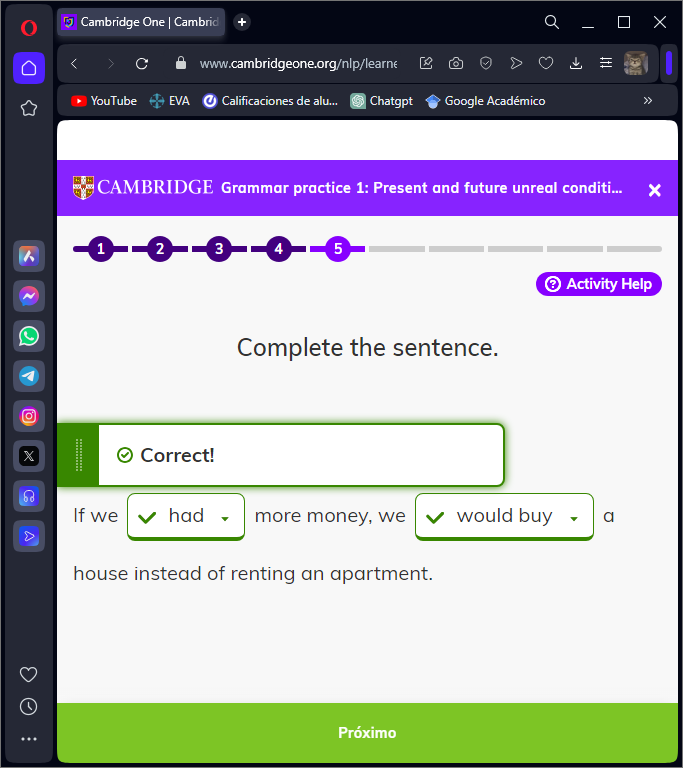 Cambridge One | Cambrid
www.cambridgeone.org/nlp/learne
YouTube EVA Calificaciones de alu... Chatgpt Google Académico
CAMBRIDGE Grammar practice 1: Present and future unreal conditi...
1 2 3 4 5
Activity Help
Complete the sentence.
Correct!
If we had more money, we would buy a
house instead of renting an apartment.
Próximo